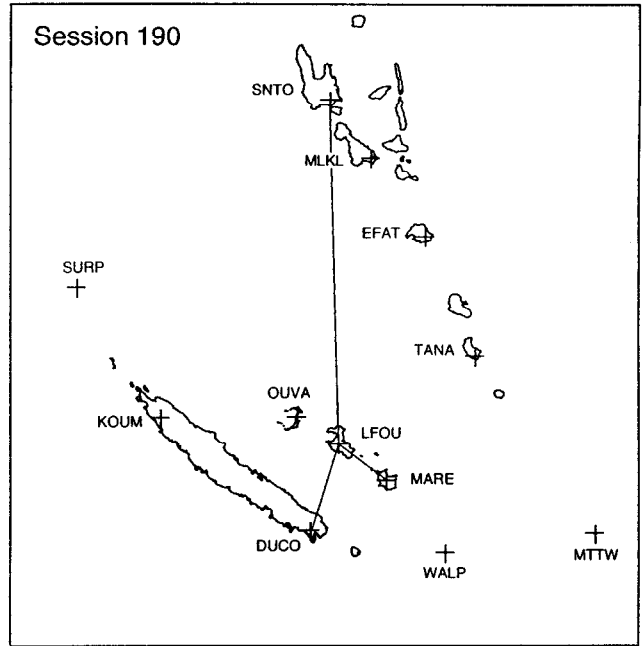 Session 190
SNTO
MLKL
EFAT
SURP
TANA
OUVA
KOUM
LFOU
MARE
DUCO
WALP
MTTW